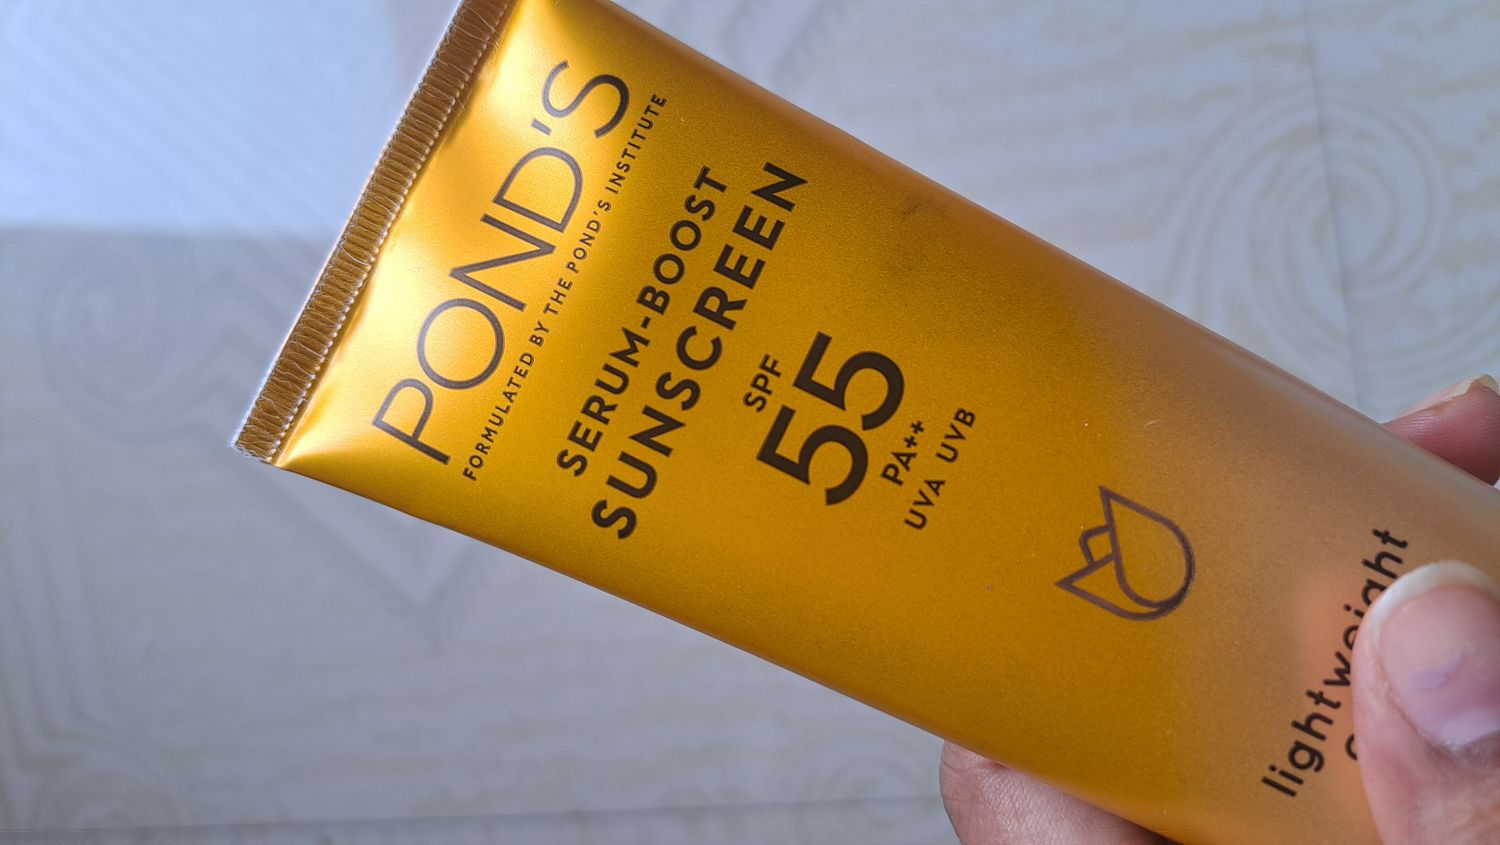 POND'S
FORMULATED BY THE POND'S INSTITUTE
SERUM-BOOST
SUNSCREEN
SPF
55
PA++
UVA UVB
lightweight